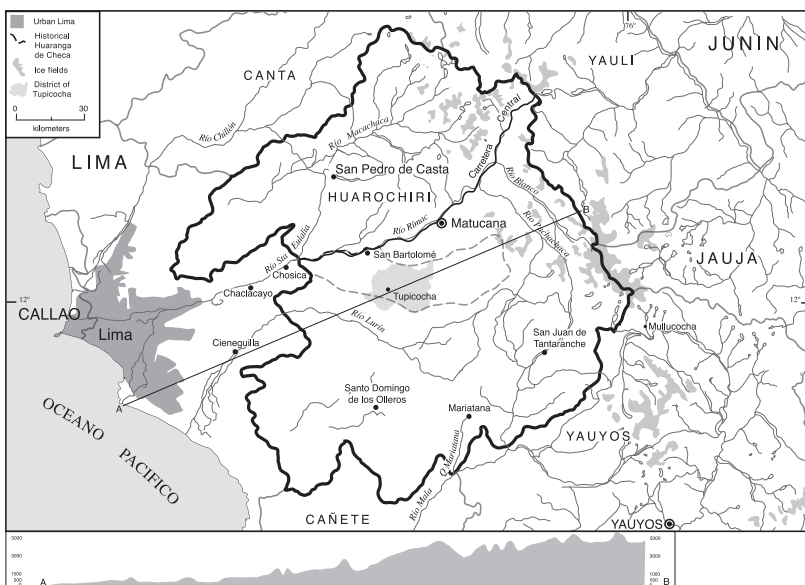 Urban Lima
Historical
Huaranga
de Checa
Ice fields
District of
Tupicocha
0 30
kilometers
76°
JUNIN
YAULI
CANTA
Río Chillón
Río Macachaca
Carretera Central
LIMA
San Pedro de Casta
HUAROCHIRI
Río Blanco
Río Rimac
Matucana
Río Pachachaca
B
Río Sta Eulalia
San Bartolomé
JAUJA
Chosica
Chaclacayo
Tupicocha
12°
12°
CALLAO
Lima
Cieneguilla
Río Lurín
San Juan de
Tantaranche
Mullucocha
A
Santo Domingo
de los Olleros
Mariatana
OCEANO PACIFICO
YAUYOS
Q Mariatana
Río Mala
CAÑETE
YAUYOS
5000
3000
1000
500
0
A
5000
3000
1000
500
0
B